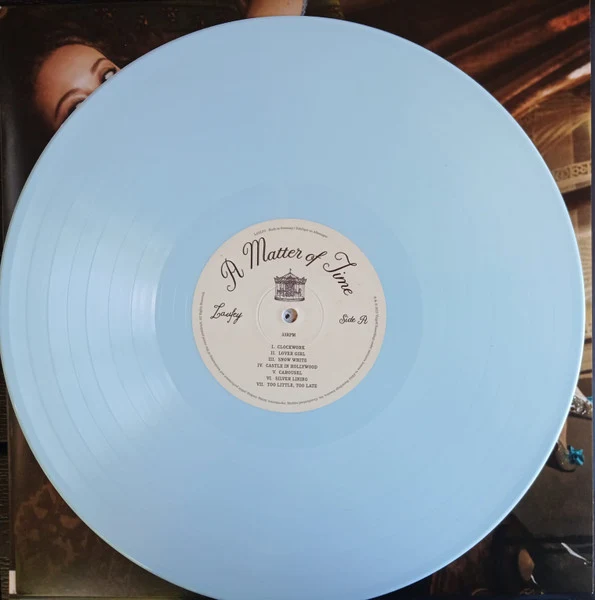 A Matter of Time
Laufey
Side A
33RPM
I. CLOCKWORK
II. LOVER GIRL
III. SNOW WHITE
IV. CASTLE IN HOLLYWOOD
V. CAROUSEL
VI. SILVER LINING
VII. TOO LITTLE, TOO LATE